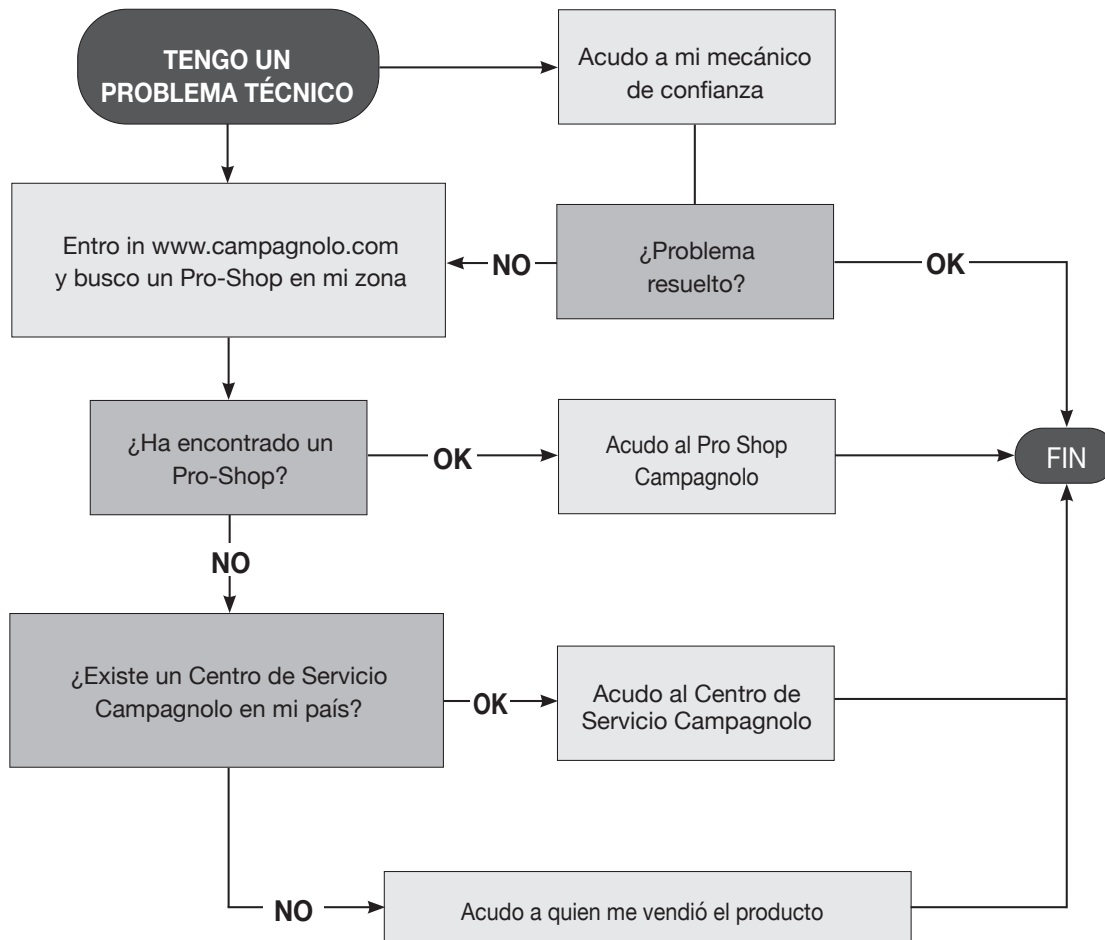 TENGO UN
PROBLEMA TÉCNICO
Acudo a mi mecánico
de confianza
Entro in www.campagnolo.com
y busco un Pro-Shop en mi zona
NO
¿Problema
resuelto?
OK
¿Ha encontrado un
Pro-Shop?
OK
Acudo al Pro Shop
Campagnolo
FIN
NO
¿Existe un Centro de Servicio
Campagnolo en mi país?
OK
Acudo al Centro de
Servicio Campagnolo
NO
Acudo a quien me vendió el producto